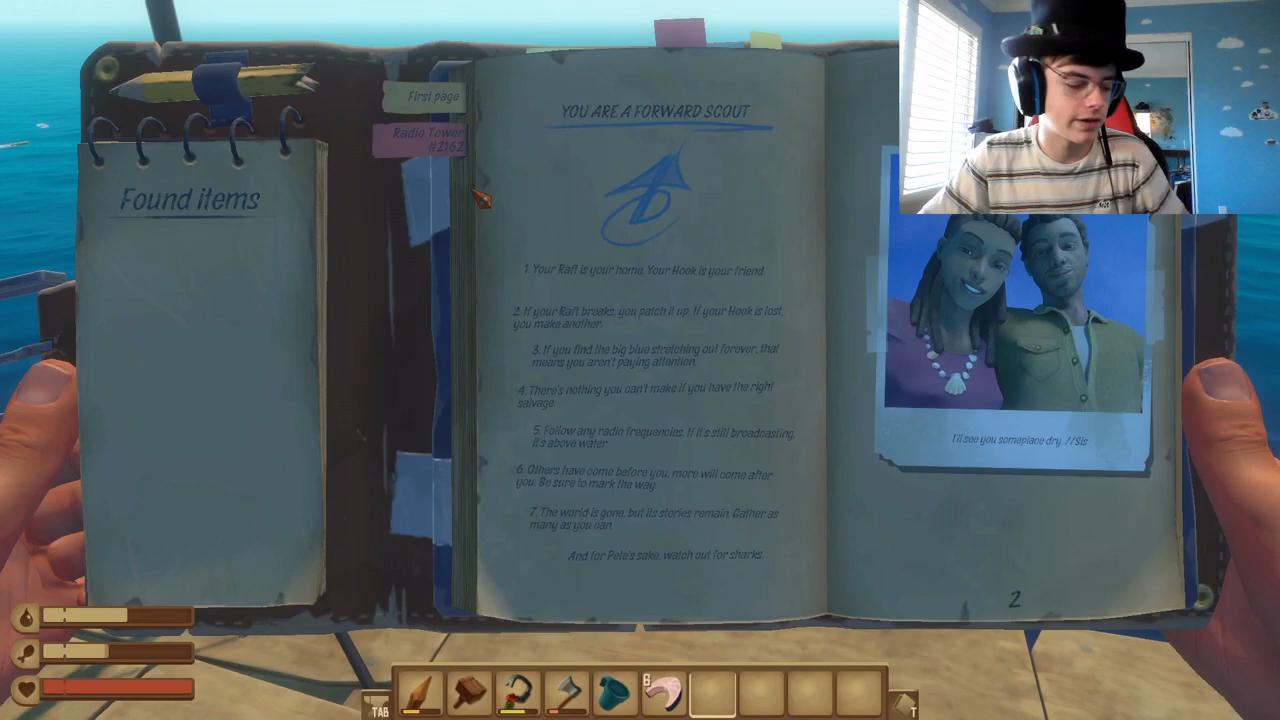 First page
Radio Tower
#2162
Found items
YOU ARE A FORWARD SCOUT
1. Your Raft is your home. Your Hook is your friend.
2. If your Raft breaks, you patch it up. If your Hook is lost,
you make another.
3. If you find the big blue stretching out forever, that
means you aren't paying attention.
4. There's nothing you can't make if you have the right
salvage.
5. Follow any radio frequencies. If it's still broadcasting,
it's above water.
6. Others have come before you, more will come after
you. Be sure to mark the way.
7. The world is gone, but its stories remain. Gather as
many as you can.
And for Pete's sake, watch out for sharks.
I'll see you someplace dry. //Sis
2
8
TAB
T